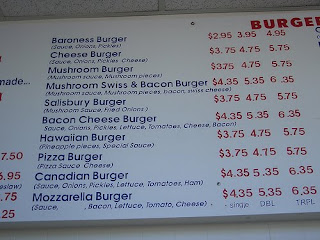 BURGER
Baroness Burger $2.95 3.95 4.95
(Sauce, Onions, Pickles)
Cheese Burger $3.75 4.75 5.75
(Sauce, Onions, Pickles, Cheese)
Mushroom Burger $3.75 4.75 5.75
(Mushroom sauce, Mushroom pieces)
made...
Mushroom Swiss & Bacon Burger $4.35 5.35 6.35
(Mushroom sauce, Mushroom pieces, bacon, swiss cheese)
Salisbury Burger $3.75 4.75 5.75
(Mushroom Sauce, Fried Onions)
Bacon Cheese Burger $4.35 5.35 6.35
(Sauce, Onions, Pickles, Lettuce, Tomatoes, Cheese, Bacon)
Hawaiian Burger $3.75 4.75 5.75
(Pineapple pieces, Special Sauce)
7.50 Pizza Burger $3.75 4.75 5.75
(Pizza Sauce, Cheese)
5.95 Canadian Burger $4.35 5.35 6.35
(Sauce, Onions, Pickles, Lettuce, Tomatoes, Ham)
Mozzarella Burger $4.35 5.35 6.35
(Sauce, , Bacon, Lettuce, Tomato, Cheese)
.25 single DBL TRPL